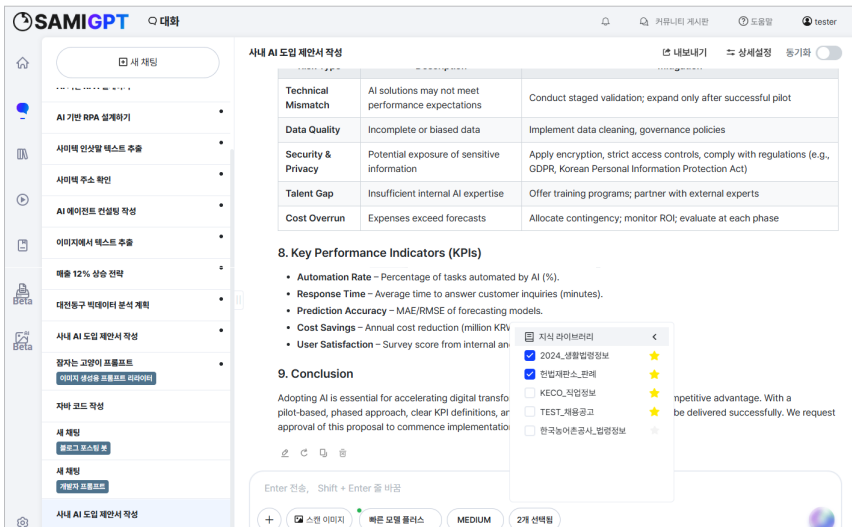 SAMIGPT
대화
커뮤니티 게시판
도움말
tester
새 채팅
AI 기반 RPA 설계하기
사미텍 인삿말 텍스트 추출
사미텍 주소 확인
AI 에이전트 컨설팅 작성
이미지에서 텍스트 추출
매출 12% 상승 전략
대전동구 빅데이터 분석 계획
사내 AI 도입 제안서 작성
잠자는 고양이 프롬프트
이미지 생성용 프롬프트 리라이터
자바 코드 작성
새 채팅
블로그 포스팅 봇
새 채팅
개발자 프롬프트
사내 AI 도입 제안서 작성
Beta
Beta
사내 AI 도입 제안서 작성
내보내기
상세설정
동기화
Technical Mismatch
AI solutions may not meet performance expectations
Conduct staged validation; expand only after successful pilot
Data Quality
Incomplete or biased data
Implement data cleaning, governance policies
Security & Privacy
Potential exposure of sensitive information
Apply encryption, strict access controls, comply with regulations (e.g., GDPR, Korean Personal Information Protection Act)
Talent Gap
Insufficient internal AI expertise
Offer training programs; partner with external experts
Cost Overrun
Expenses exceed forecasts
Allocate contingency; monitor ROI; evaluate at each phase
8. Key Performance Indicators (KPIs)
• Automation Rate – Percentage of tasks automated by AI (%).
• Response Time – Average time to answer customer inquiries (minutes).
• Prediction Accuracy – MAE/RMSE of forecasting models.
• Cost Savings – Annual cost reduction (million KRW
• User Satisfaction – Survey score from internal an
9. Conclusion
Adopting AI is essential for accelerating digital transfo mpetitive advantage. With a
pilot-based, phased approach, clear KPI definitions, an be delivered successfully. We request
approval of this proposal to commence implementatio
지식 라이브러리
2024_생활법령정보
헌법재판소_판례
KECO_직업정보
TEST_채용공고
한국농어촌공사_법령정보
Enter 전송, Shift + Enter 줄 바꿈
스캔 이미지
빠른 모델 플러스
MEDIUM
2개 선택됨